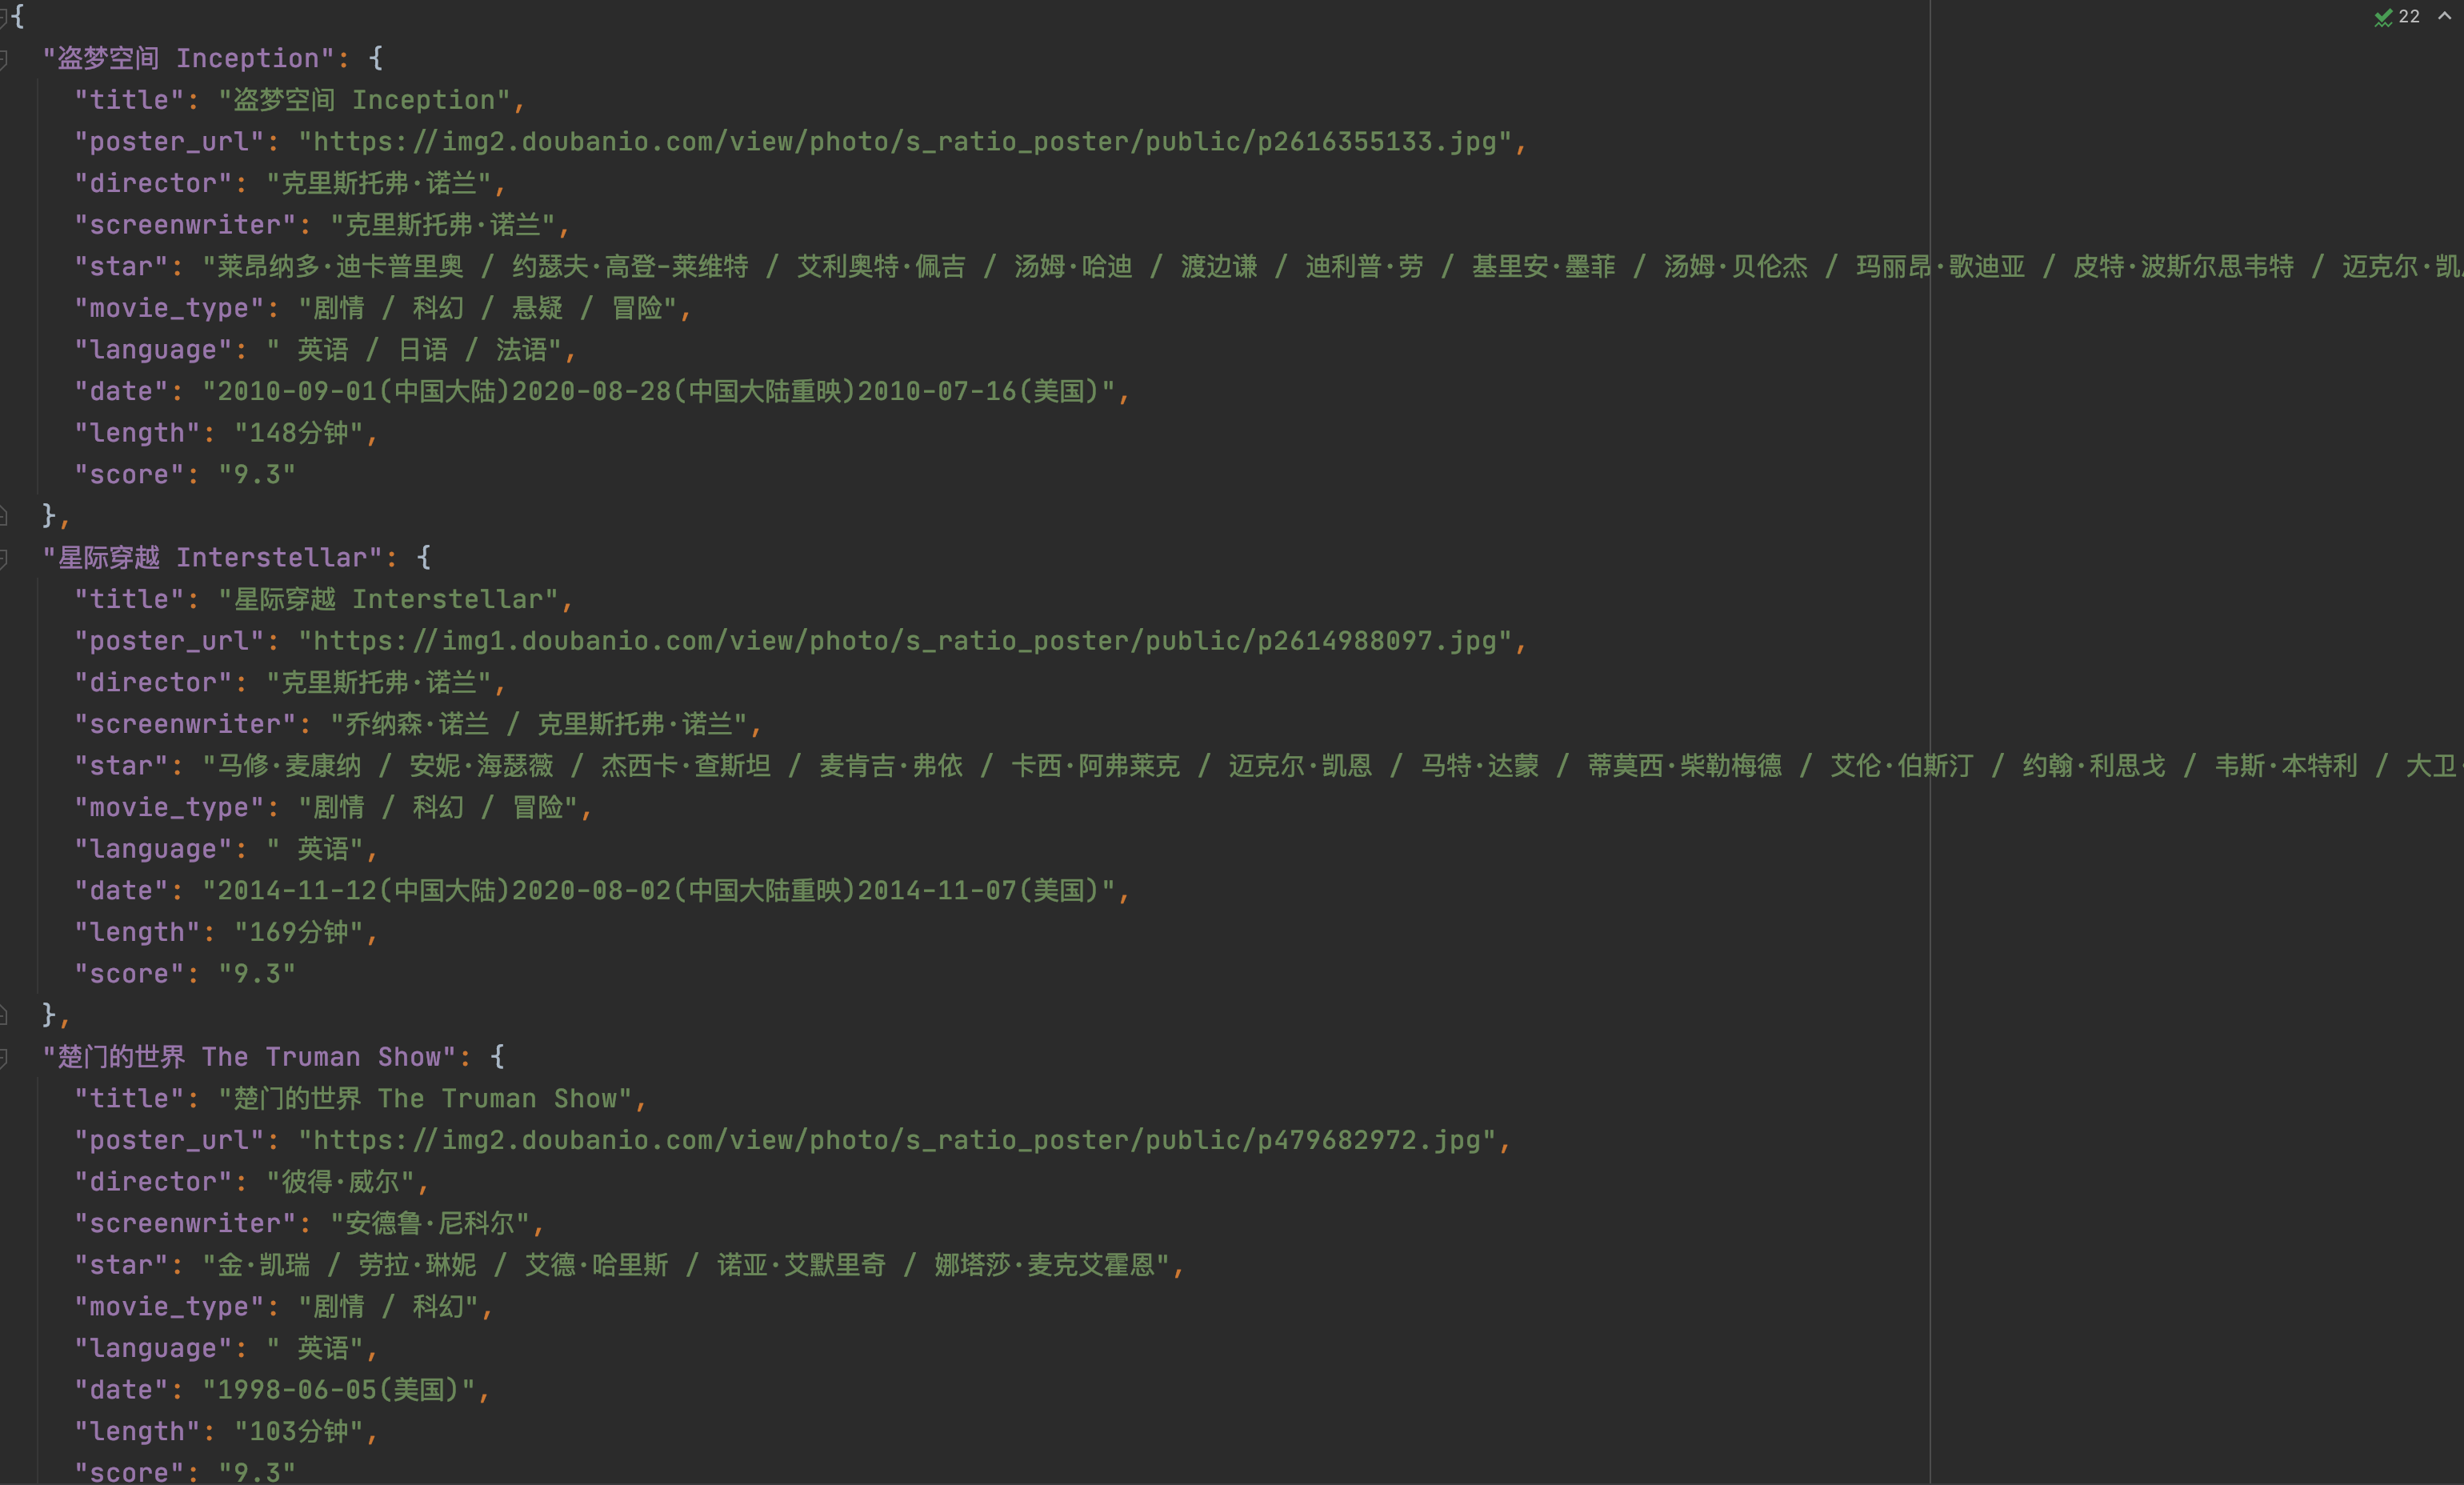 {
22
"盗梦空间 Inception": {
"title": "盗梦空间 Inception",
"poster_url": "https://img2.doubanio.com/view/photo/s_ratio_poster/public/p2616355133.jpg",
"director": "克里斯托弗·诺兰",
"screenwriter": "克里斯托弗·诺兰",
"star": "莱昂纳多·迪卡普里奥 / 约瑟夫·高登-莱维特 / 艾利奥特·佩吉 / 汤姆·哈迪 / 渡边谦 / 迪利普·劳 / 基里安·墨菲 / 汤姆·贝伦杰 / 玛丽昂·歌迪亚 / 皮特·波斯尔思韦特 / 迈克尔·凯
"movie_type": "剧情 / 科幻 / 悬疑 / 冒险",
"language": " 英语 / 日语 / 法语",
"date": "2010-09-01(中国大陆)2020-08-28(中国大陆重映)2010-07-16(美国)",
"length": "148分钟",
"score": "9.3"
},
"星际穿越 Interstellar": {
"title": "星际穿越 Interstellar",
"poster_url": "https://img1.doubanio.com/view/photo/s_ratio_poster/public/p2614988097.jpg",
"director": "克里斯托弗·诺兰",
"screenwriter": "乔纳森·诺兰 / 克里斯托弗·诺兰",
"star": "马修·麦康纳 / 安妮·海瑟薇 / 杰西卡·查斯坦 / 麦肯吉·弗依 / 卡西·阿弗莱克 / 迈克尔·凯恩 / 马特·达蒙 / 蒂莫西·柴勒梅德 / 艾伦·伯斯汀 / 约翰·利思戈 / 韦斯·本特利 / 大卫·
"movie_type": "剧情 / 科幻 / 冒险",
"language": " 英语",
"date": "2014-11-12(中国大陆)2020-08-02(中国大陆重映)2014-11-07(美国)",
"length": "169分钟",
"score": "9.3"
},
"楚门的世界 The Truman Show": {
"title": "楚门的世界 The Truman Show",
"poster_url": "https://img2.doubanio.com/view/photo/s_ratio_poster/public/p479682972.jpg",
"director": "彼得·威尔",
"screenwriter": "安德鲁·尼科尔",
"star": "金·凯瑞 / 劳拉·琳妮 / 艾德·哈里斯 / 诺亚·艾默里奇 / 娜塔莎·麦克艾霍恩",
"movie_type": "剧情 / 科幻",
"language": " 英语",
"date": "1998-06-05(美国)",
"length": "103分钟",
"score": "9.3"